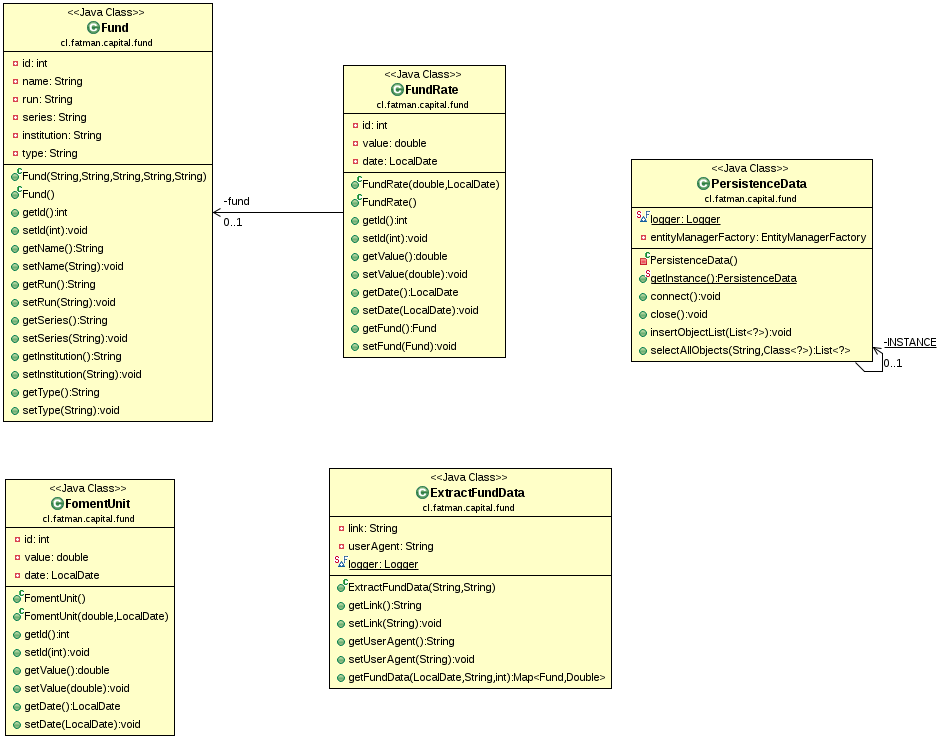 <<Java Class>>
Fund
cl.fatman.capital.fund
id: int
name: String
run: String
series: String
institution: String
type: String
Fund(String,String,String,String,String)
Fund()
getId():int
setId(int):void
getName():String
setName(String):void
getRun():String
setRun(String):void
getSeries():String
setSeries(String):void
getInstitution():String
setInstitution(String):void
getType():String
setType(String):void
-fund
0..1
<<Java Class>>
FundRate
cl.fatman.capital.fund
id: int
value: double
date: LocalDate
FundRate(double,LocalDate)
FundRate()
getId():int
setId(int):void
getValue():double
setValue(double):void
getDate():LocalDate
setDate(LocalDate):void
getFund():Fund
setFund(Fund):void
<<Java Class>>
PersistenceData
cl.fatman.capital.fund
logger: Logger
entityManagerFactory: EntityManagerFactory
PersistenceData()
getInstance():PersistenceData
connect():void
close():void
insertObjectList(List<?>):void
selectAllObjects(String,Class<?>):List<?>
-INSTANCE
0..1
<<Java Class>>
FomentUnit
cl.fatman.capital.fund
id: int
value: double
date: LocalDate
FomentUnit()
FomentUnit(double,LocalDate)
getId():int
setId(int):void
getValue():double
setValue(double):void
getDate():LocalDate
setDate(LocalDate):void
<<Java Class>>
ExtractFundData
cl.fatman.capital.fund
link: String
userAgent: String
logger: Logger
ExtractFundData(String,String)
getLink():String
setLink(String):void
getUserAgent():String
setUserAgent(String):void
getFundData(LocalDate,String,int):Map<Fund,Double>